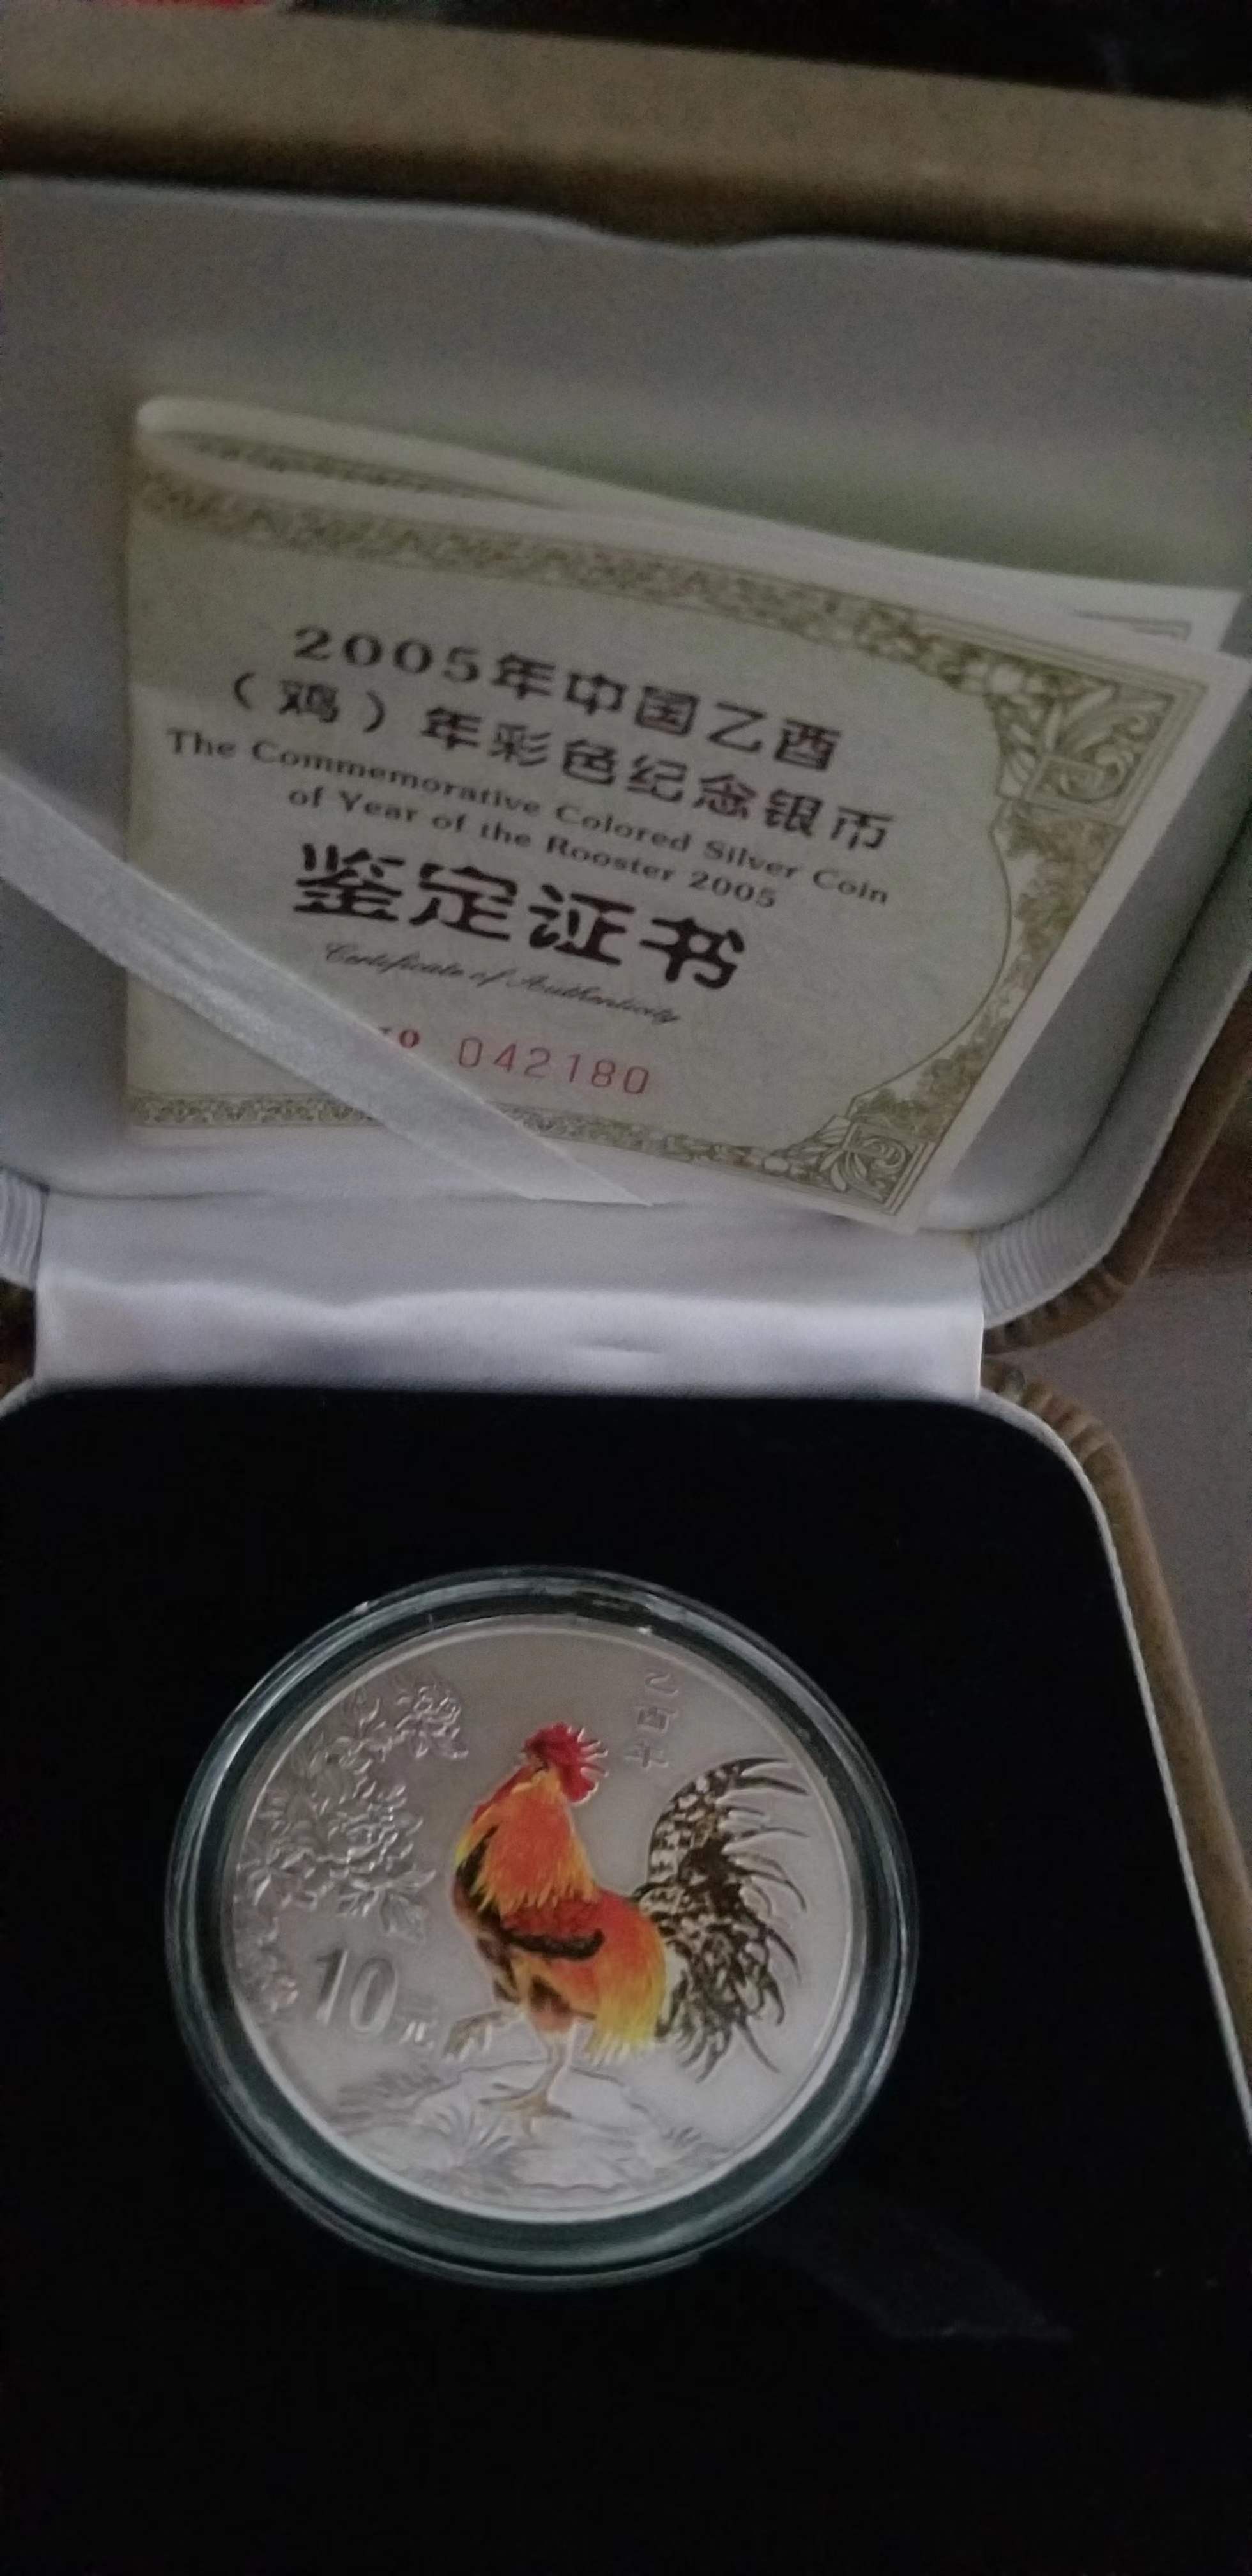 2005年中国乙酉
（鸡）年彩色纪念银币
The Commemorative Colored Silver Coin
of Year of the Rooster 2005
鉴定证书
Certificate of Authenticity
042180
乙酉年
10元